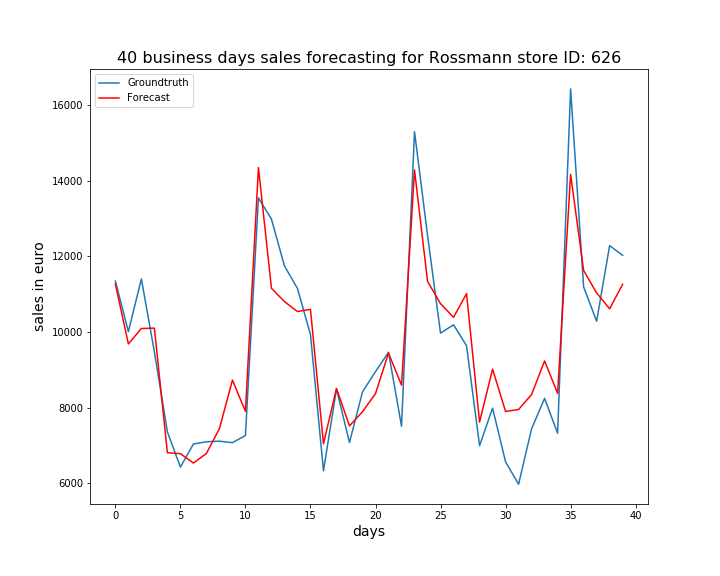 40 business days sales forecasting for Rossmann store ID: 626
Groundtruth
Forecast
16000
14000
12000
10000
8000
6000
sales in euro
0 5 10 15 20 25 30 35 40
days